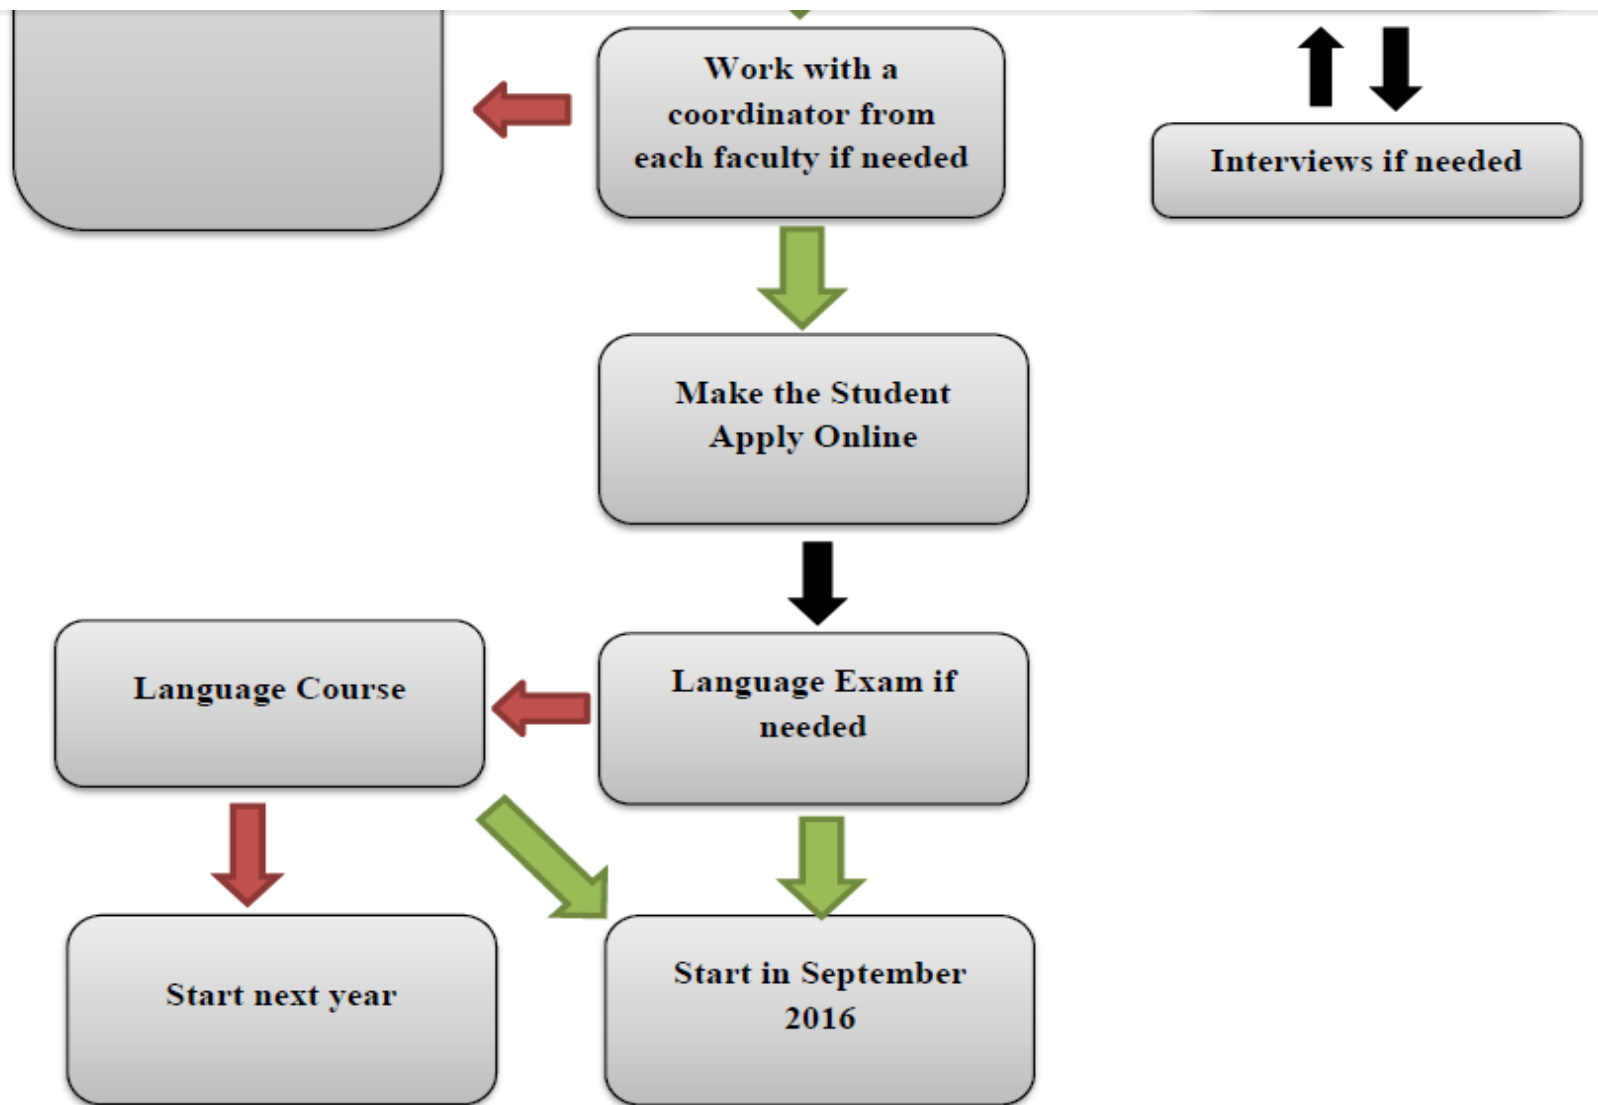 Work with a
coordinator from
each faculty if needed
Interviews if needed
Make the Student
Apply Online
Language Course
Language Exam if
needed
Start next year
Start in September
2016